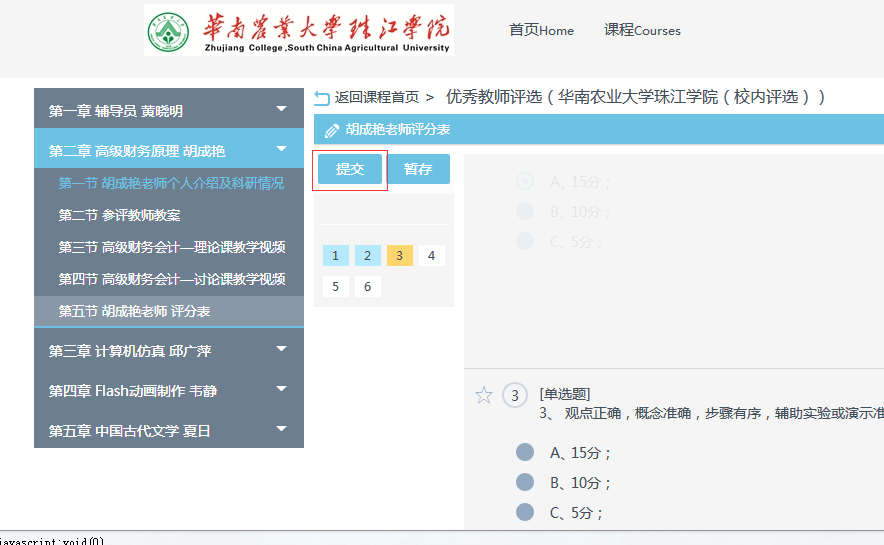 華南農業大學珠江學院
Zhujiang College ,South China Agricultural University
首页Home 课程Courses
第一章 辅导员 黄晓明
第二章 高级财务原理 胡成艳
第一节 胡成艳老师个人介绍及科研情况
第二节 参评教师教案
第三节 高级财务会计—理论课教学视频
第四节 高级财务会计—讨论课教学视频
第五节 胡成艳老师 评分表
第三章 计算机仿真 邱广萍
第四章 Flash动画制作 韦静
第五章 中国古代文学 夏日
返回课程首页 > 优秀教师评选（华南农业大学珠江学院（校内评选））
胡成艳老师评分表
提交 暂存
1 2 3 4
5 6
A、15分；
B、10分；
C、5分；
3 [单选题]
3、 观点正确，概念准确，步骤有序，辅助实验或演示准
A、15分；
B、10分；
C、5分；
javascript:void(0)